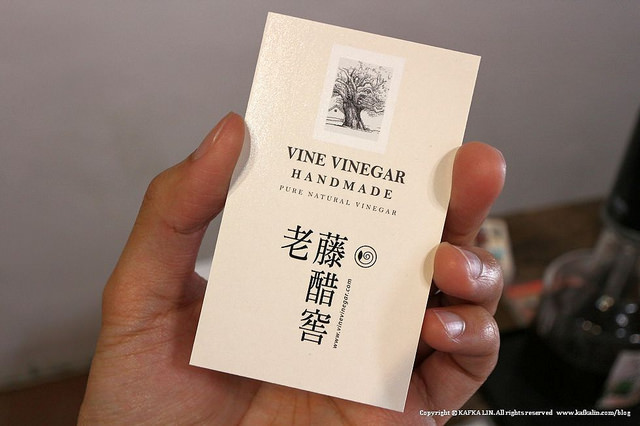 VINE VINEGAR
HANDMADE
PURE NATURAL VINEGAR
老藤醋窖
www.vinevinegar.com
Copyright © KAFKA LIN. All rights reserved www.kafkalin.com/blog